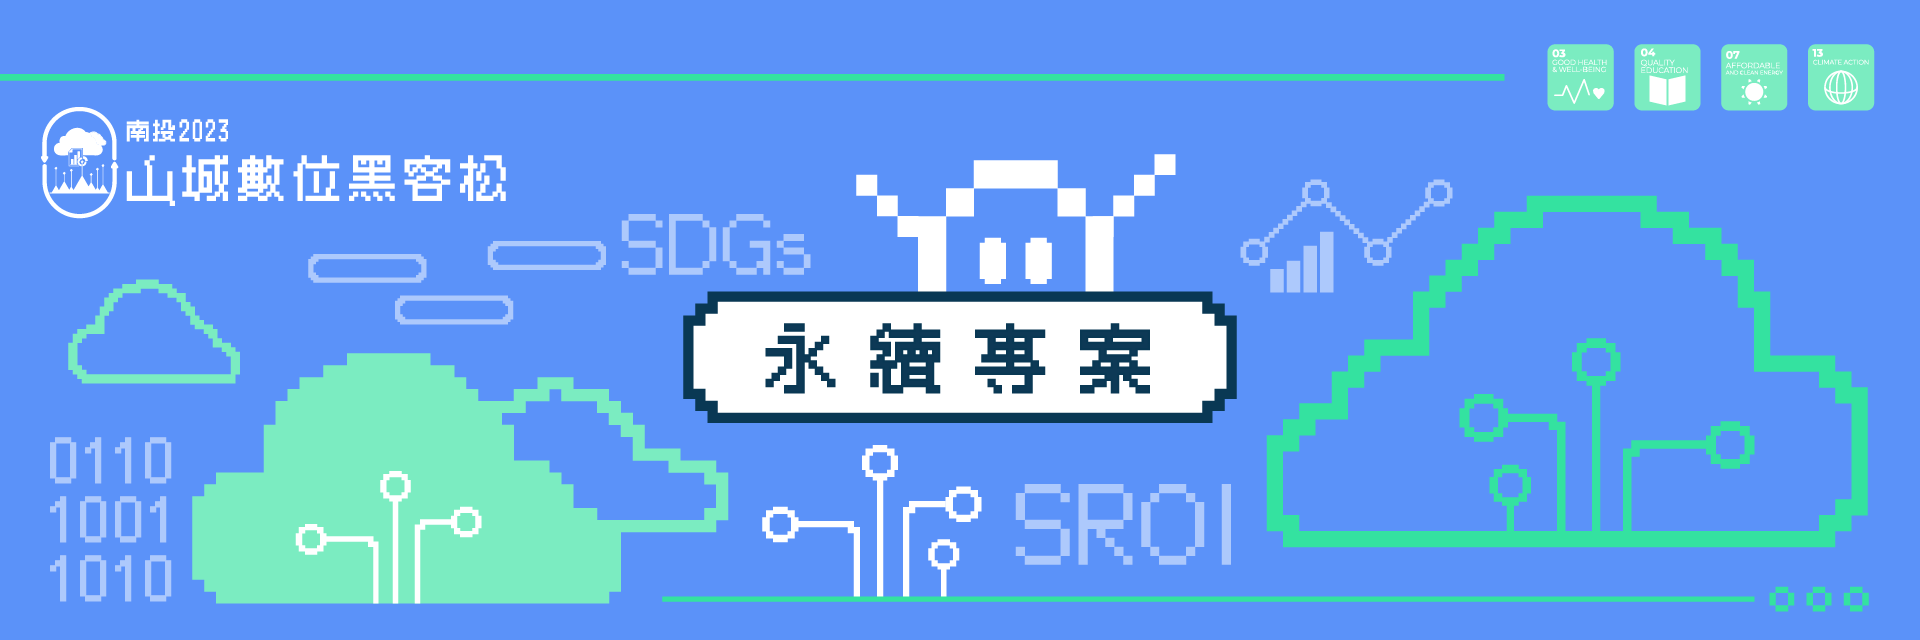 03
GOOD HEALTH
& WELL-BEING
04
QUALITY
EDUCATION
07
AFFORDABLE
AND CLEAN ENERGY
13
CLIMATE ACTION
南投2023
山城數位黑客松
SDGs
永續專案
0110
1001
1010
SROI